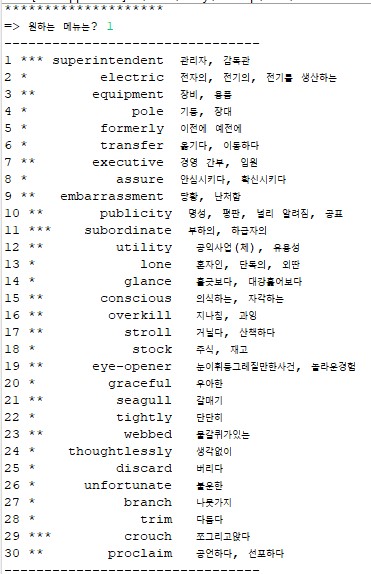 ********************
=> 원하는 메뉴는? 1
--------------------------------
1 *** superintendent 관리자, 감독관
2 * electric 전자의, 전기의, 전기를 생산하는
3 ** equipment 장비, 용품
4 * pole 기둥, 장대
5 * formerly 이전에 예전에
6 * transfer 옮기다, 이동하다
7 ** executive 경영 간부, 임원
8 * assure 안심시키다, 확신시키다
9 ** embarrassment 당황, 난처함
10 ** publicity 명성, 평판, 널리 알려짐, 공표
11 *** subordinate 부하의, 하급자의
12 ** utility 공익사업(체), 유용성
13 * lone 혼자인, 단독의, 외딴
14 * glance 흘긋보다, 대강훑어보다
15 ** conscious 의식하는, 자각하는
16 ** overkill 지나침, 과잉
17 ** stroll 거닐다, 산책하다
18 * stock 주식, 재고
19 ** eye-opener 눈이휘둥그레질만한사건, 놀라운경험
20 * graceful 우아한
21 ** seagull 갈매기
22 * tightly 단단히
23 ** webbed 물갈퀴가있는
24 * thoughtlessly 생각없이
25 * discard 버리다
26 * unfortunate 불운한
27 * branch 나뭇가지
28 * trim 다듬다
29 *** crouch 쪼그리고앉다
30 ** proclaim 공언하다, 선포하다
--------------------------------